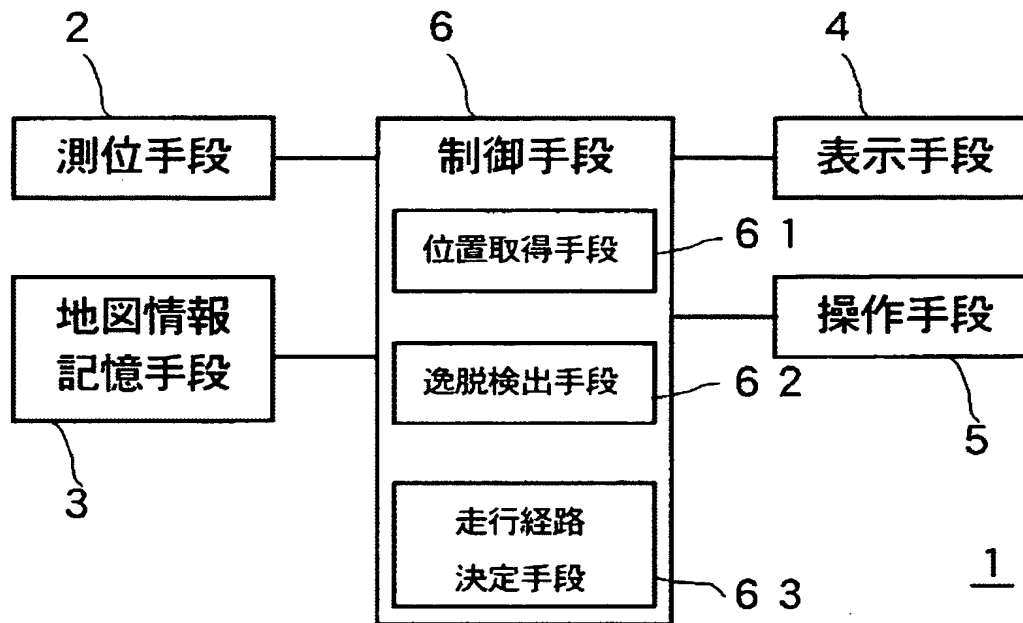 2
6
4
測位手段
制御手段
表示手段
位置取得手段
6 1
地図情報
記憶手段
操作手段
逸脱検出手段
6 2
5
3
走行経路
決定手段
6 3
1